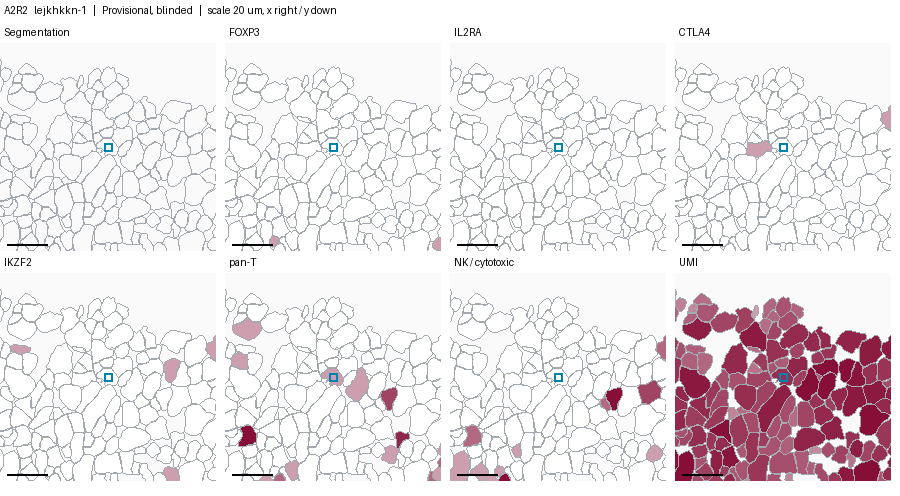 A2R2 lejkhkkn-1 | Provisional, blinded | scale 20 um, x right / y down
Segmentation FOXP3 IL2RA CTLA4
IKZF2 pan-T NK / cytotoxic UMI